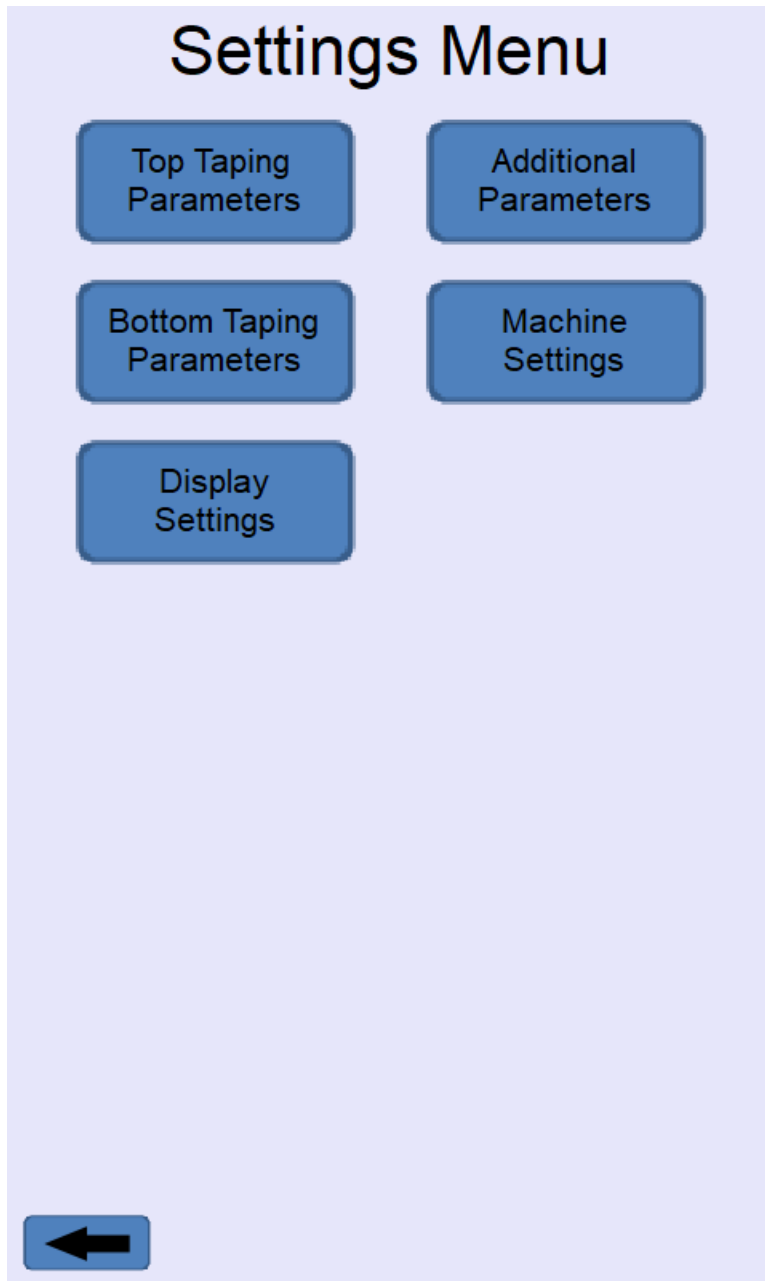 Settings Menu
Top Taping
Parameters
Additional
Parameters
Bottom Taping
Parameters
Machine
Settings
Display
Settings